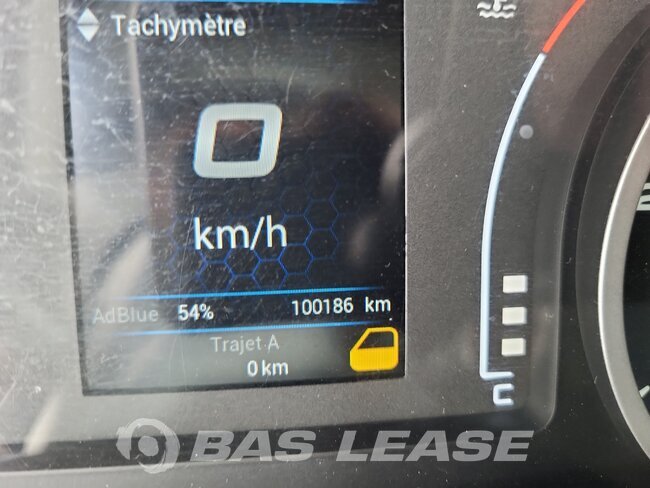 Tachymètre
0
km/h
AdBlue 54% 100186 km
Trajet A
0 km
C
BAS LEASE